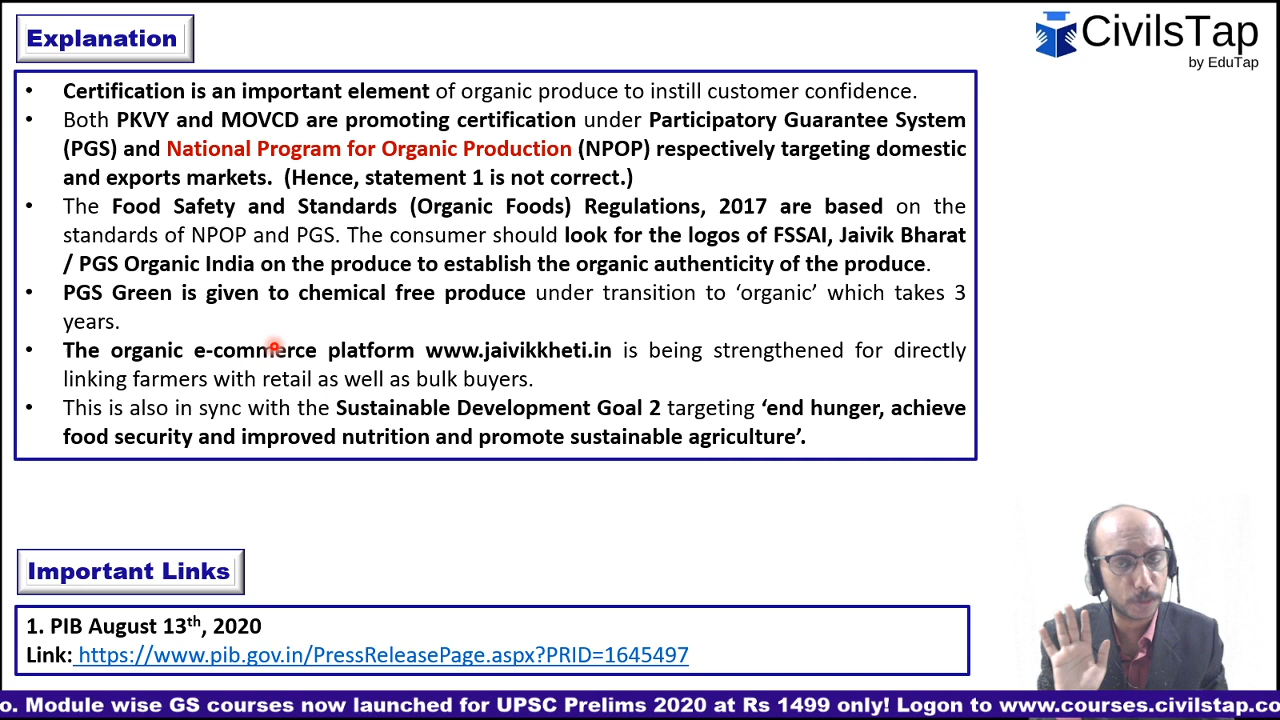 Explanation
CivilsTap
by EduTap
• Certification is an important element of organic produce to instill customer confidence.
• Both PKVY and MOVCD are promoting certification under Participatory Guarantee System
(PGS) and National Program for Organic Production (NPOP) respectively targeting domestic
and exports markets. (Hence, statement 1 is not correct.)
• The Food Safety and Standards (Organic Foods) Regulations, 2017 are based on the
standards of NPOP and PGS. The consumer should look for the logos of FSSAI, Jaivik Bharat
/ PGS Organic India on the produce to establish the organic authenticity of the produce.
• PGS Green is given to chemical free produce under transition to ‘organic’ which takes 3
years.
• The organic e-commerce platform www.jaivikkheti.in is being strengthened for directly
linking farmers with retail as well as bulk buyers.
• This is also in sync with the Sustainable Development Goal 2 targeting ‘end hunger, achieve
food security and improved nutrition and promote sustainable agriculture’.
Important Links
1. PIB August 13th, 2020
Link: https://www.pib.gov.in/PressReleasePage.aspx?PRID=1645497
o. Module wise GS courses now launched for UPSC Prelims 2020 at Rs 1499 only! Logon to www.courses.civilstap.co